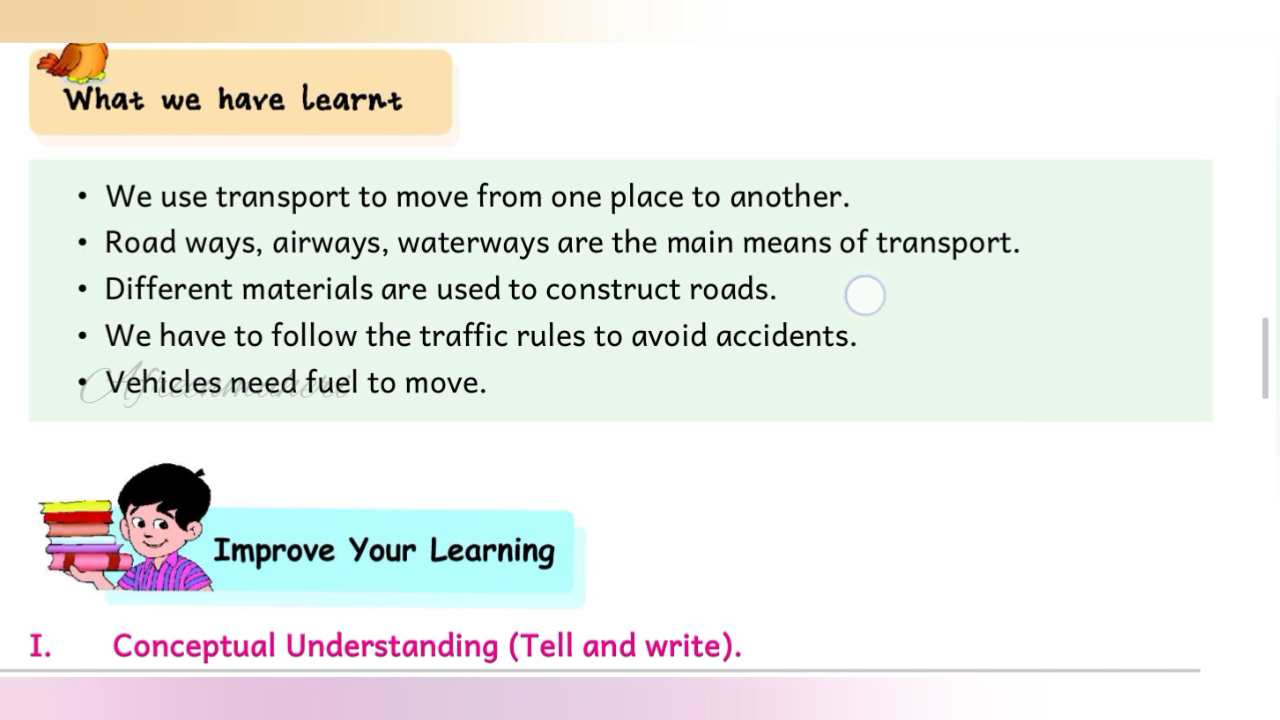 What we have learnt
• We use transport to move from one place to another.
• Road ways, airways, waterways are the main means of transport.
• Different materials are used to construct roads.
• We have to follow the traffic rules to avoid accidents.
• Vehicles need fuel to move.
Improve Your Learning
I. Conceptual Understanding (Tell and write).